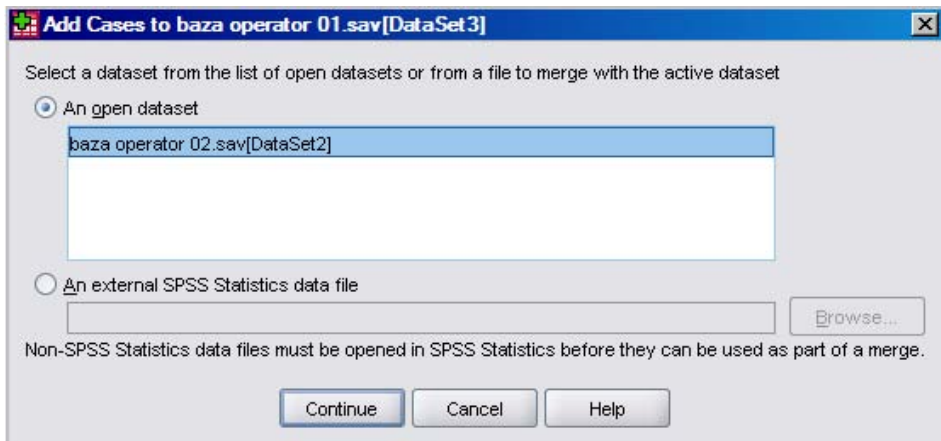 Add Cases to baza operator 01.sav[DataSet3]
Select a dataset from the list of open datasets or from a file to merge with the active dataset
An open dataset
baza operator 02.sav[DataSet2]
An external SPSS Statistics data file
Browse...
Non-SPSS Statistics data files must be opened in SPSS Statistics before they can be used as part of a merge.
Continue Cancel Help